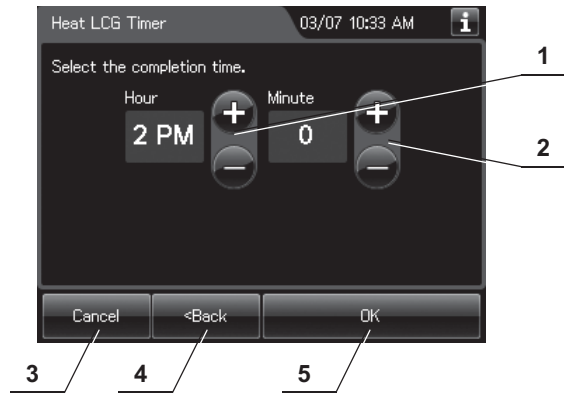 Heat LCG Timer 03/07 10:33 AM i
Select the completion time.
Hour Minute
+ +
2 PM 0
− −
Cancel <Back OK
1
2
3 4 5